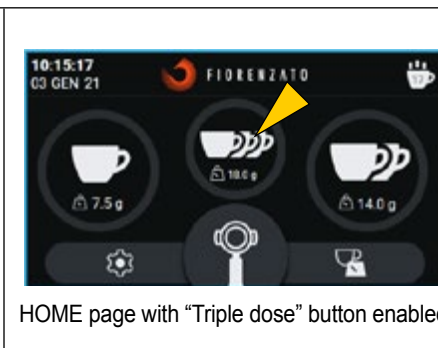 10:15:17
03 GEN 21
FIORENZATO
18.0 g
7.5 g
14.0 g
HOME page with “Triple dose” button enabled